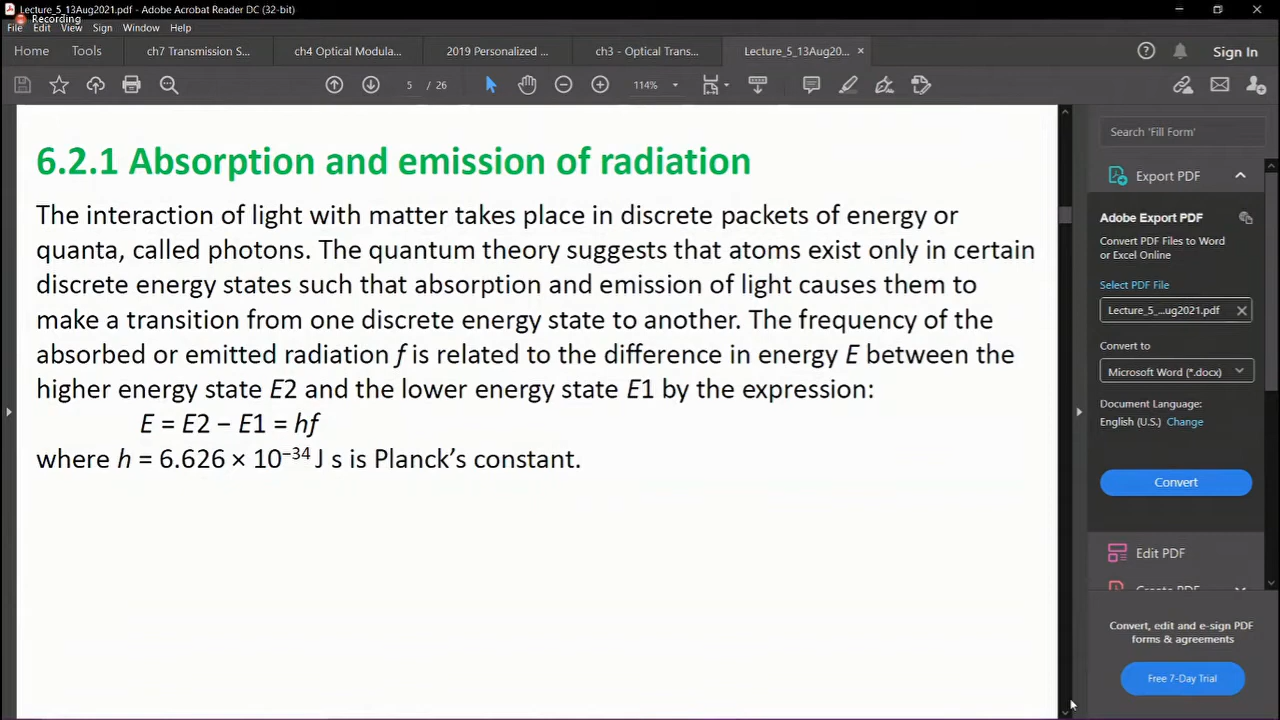 Lecture_5_13Aug2021.pdf - Adobe Acrobat Reader DC (32-bit)
Recording
File Edit View Sign Window Help
Home Tools ch7 Transmission S... ch4 Optical Modula... 2019 Personalized ... ch3 - Optical Trans... Lecture_5_13Aug20... × Sign In
5 / 26 114%
6.2.1 Absorption and emission of radiation
The interaction of light with matter takes place in discrete packets of energy or
quanta, called photons. The quantum theory suggests that atoms exist only in certain
discrete energy states such that absorption and emission of light causes them to
make a transition from one discrete energy state to another. The frequency of the
absorbed or emitted radiation f is related to the difference in energy E between the
higher energy state E2 and the lower energy state E1 by the expression:
E = E2 − E1 = hf
where h = 6.626 × 10⁻³⁴ J s is Planck’s constant.
Search 'Fill Form'
Export PDF
Adobe Export PDF
Convert PDF Files to Word
or Excel Online
Select PDF File
Lecture_5_...ug2021.pdf
Convert to
Microsoft Word (*.docx)
Document Language:
English (U.S.) Change
Convert
Edit PDF
Create PDF
Convert, edit and e-sign PDF
forms & agreements
Free 7-Day Trial